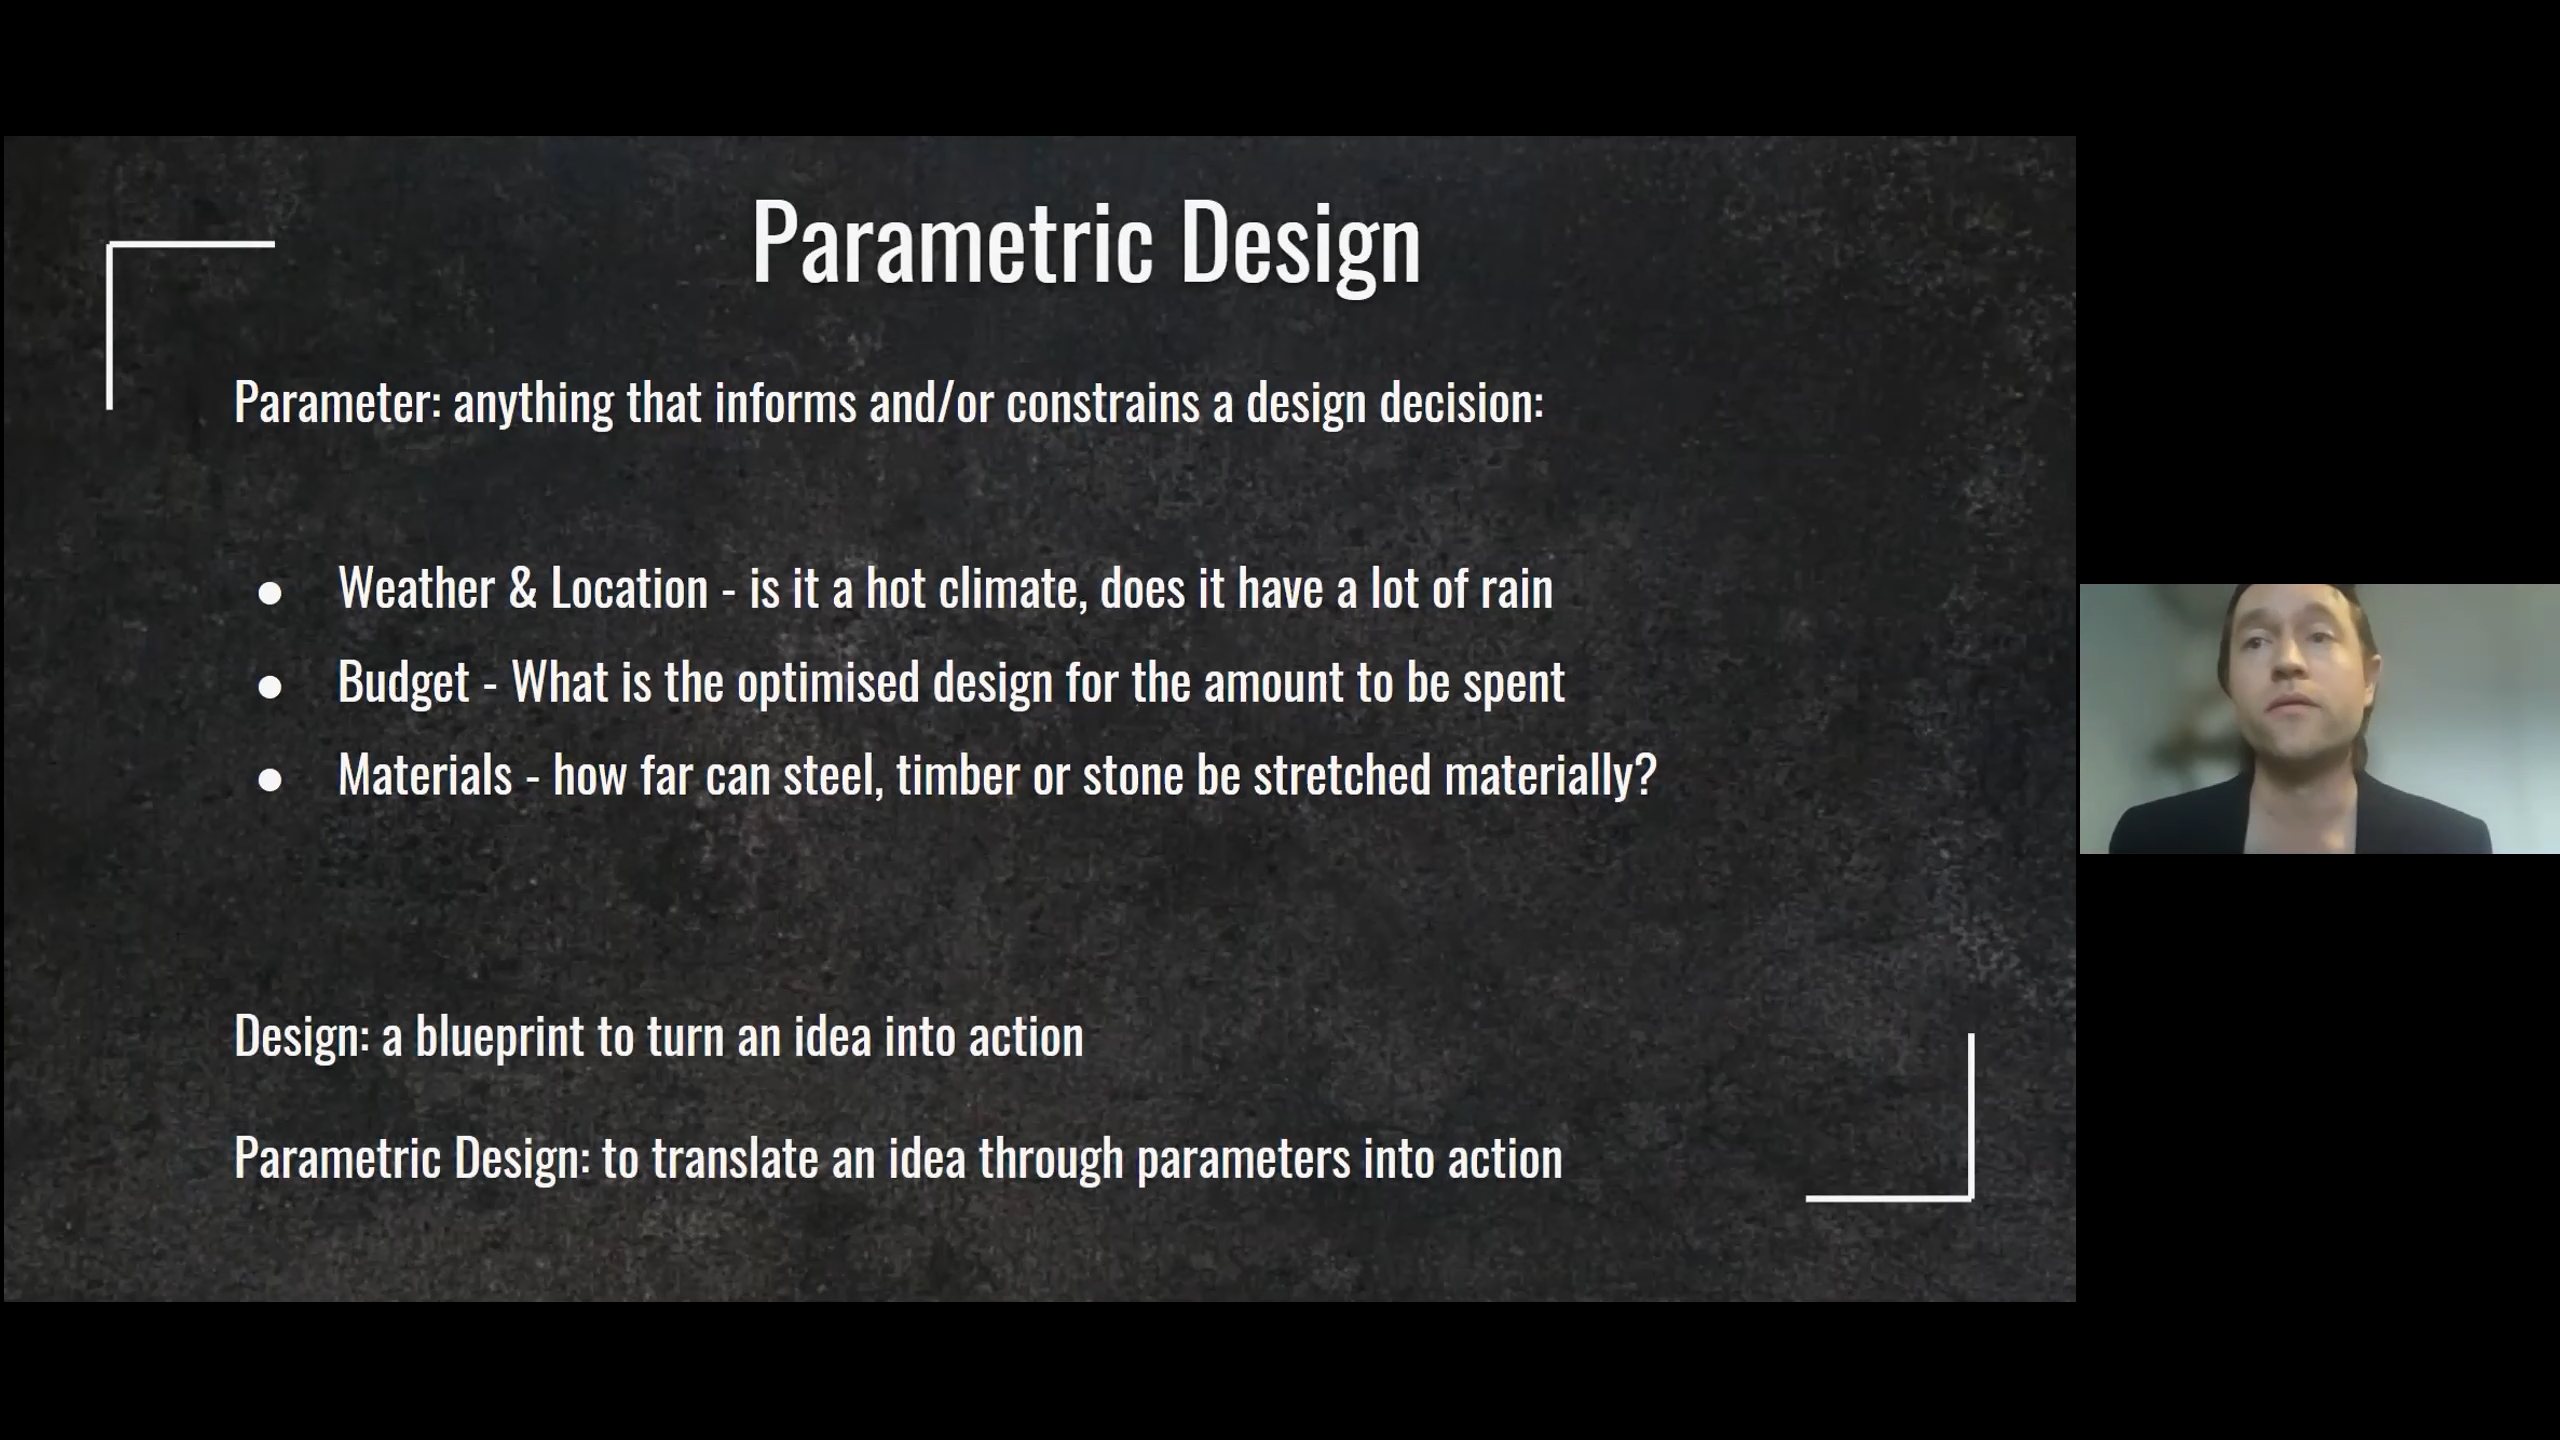 Parametric Design
Parameter: anything that informs and/or constrains a design decision:
● Weather & Location - is it a hot climate, does it have a lot of rain
● Budget - What is the optimised design for the amount to be spent
● Materials - how far can steel, timber or stone be stretched materially?
Design: a blueprint to turn an idea into action
Parametric Design: to translate an idea through parameters into action